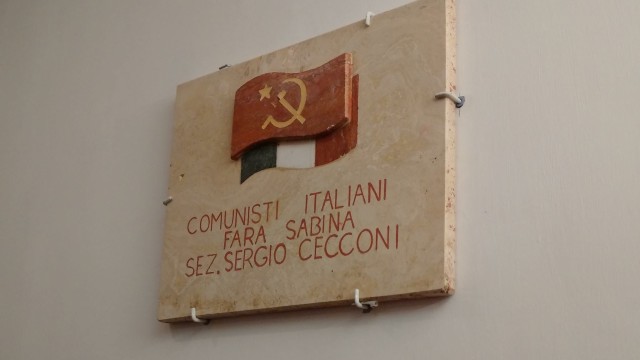 COMUNISTI ITALIANI
FARA SABINA
SEZ. SERGIO CECCONI